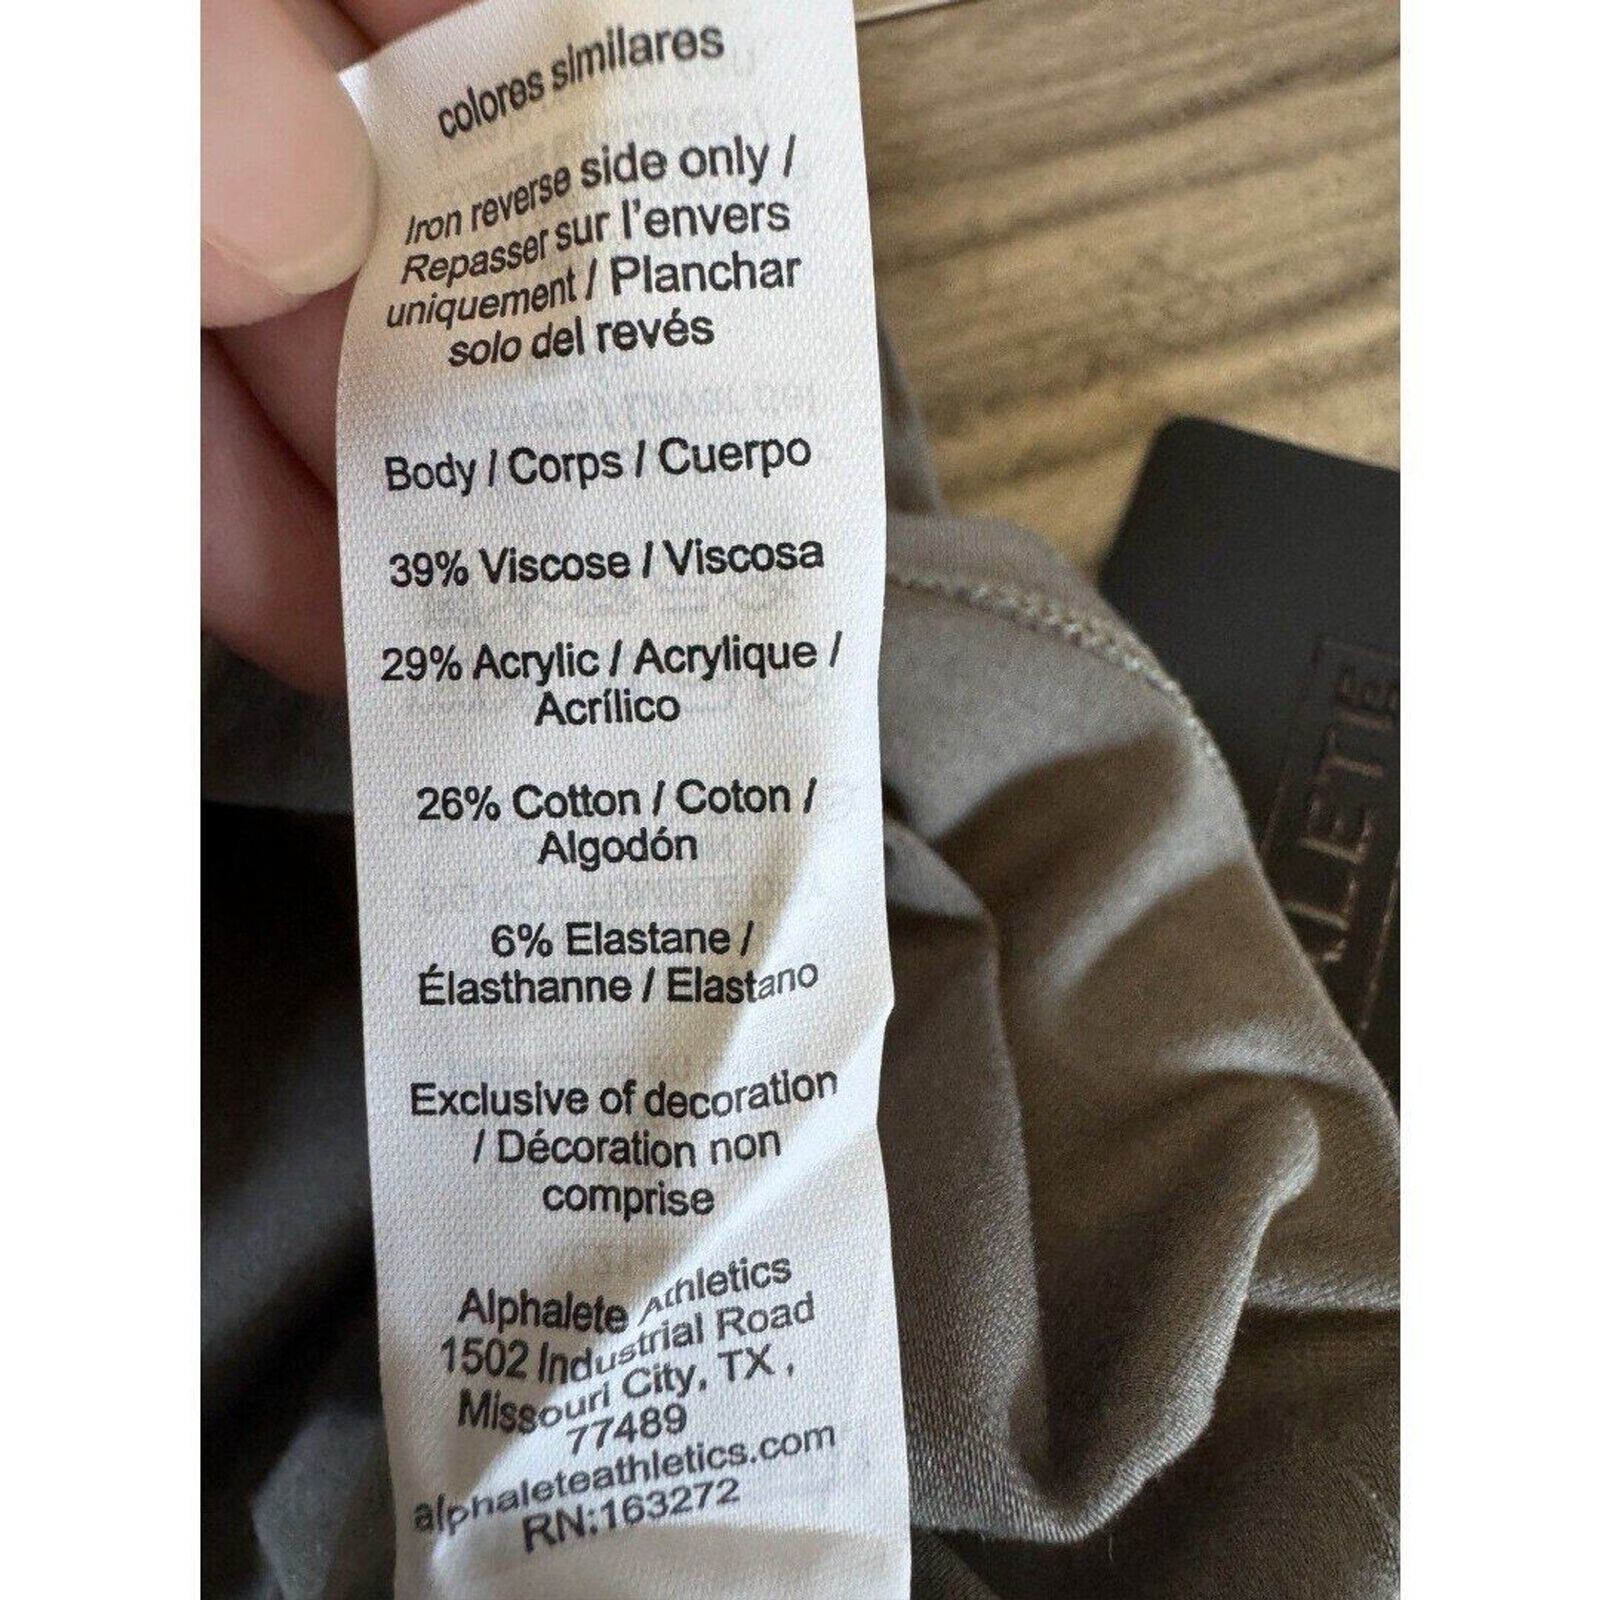 colores similares
Iron reverse side only /
Repasser sur l'envers
uniquement / Planchar
solo del revés
Body / Corps / Cuerpo
39% Viscose / Viscosa
29% Acrylic / Acrylique /
Acrílico
26% Cotton / Coton /
Algodón
6% Elastane /
Élasthanne / Elastano
Exclusive of decoration
/ Décoration non
comprise
Alphalete Athletics
1502 Industrial Road
Missouri City, TX ,
77489
alphaleteathletics.com
RN:163272